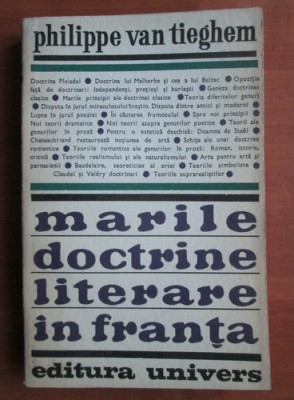 philippe van tieghem
Doctrina Pleiadei ● Doctrina lui Malherbe și cea a lui Balzac ● Opoziția
față de doctrinari: Independenți, prețioși și burlești ● Geneza doctrinei
clasice ● Marile principii ale doctrinei clasice ● Teoria diferitelor genuri
● Disputa în jurul miraculosului creștin. Disputa dintre antici și moderni ●
Lupte în jurul poeziei ● În căutarea frumosului ● Spre noi principii ●
Noi teorii dramatice ● Noi teorii asupra genurilor poetice ● Teorii ale
genurilor în proză ● Pentru o estetică deschisă: Doamna de Staël ●
Chateaubriand restaurează noțiunea de artă ● Schița ale unei doctrine
romantice ● Teoriile romantice ale genurilor în proză: Roman, istorie,
critică ● Teoriile realismului și ale naturalismului ● Arta pentru artă și
parnasienii ● Baudelaire, teoretician al artei ● Teoriile simboliste ●
Claudel și Valéry doctrinari ● Teoriile suprarealiștilor ●
marile
doctrine
literare
în franța
editura univers